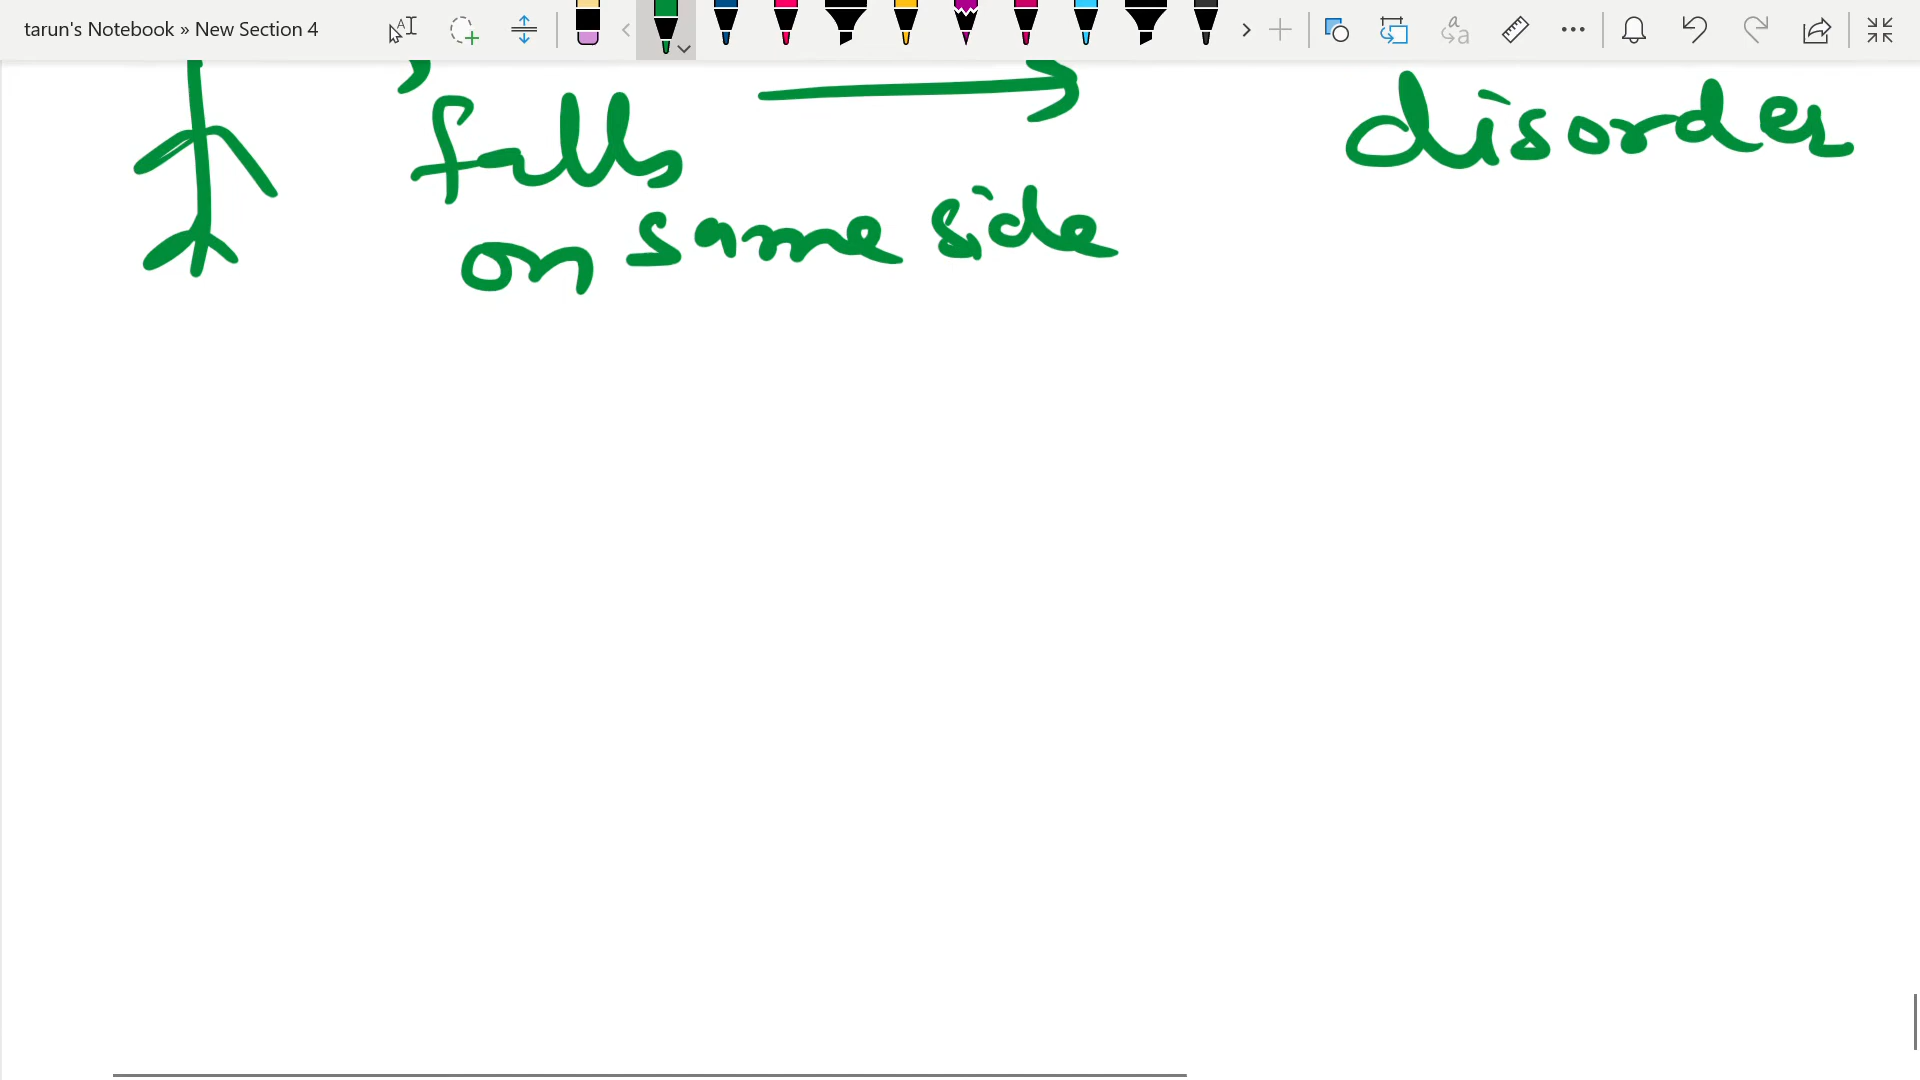 tarun's Notebook » New Section 4
falls
disorder
on same side